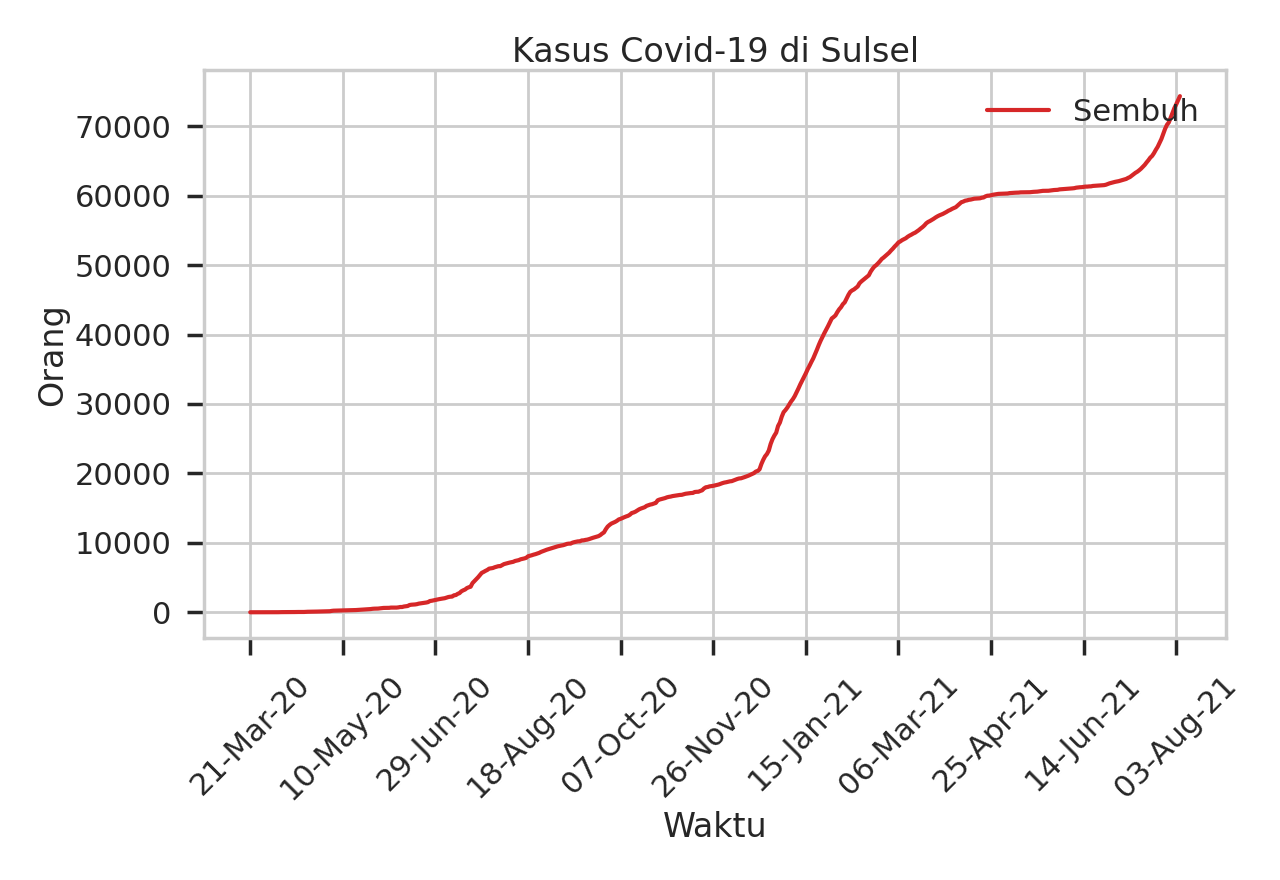 Kasus Covid-19 di Sulsel
Sembuh
70000
60000
50000
40000
30000
20000
10000
0
Orang
21-Mar-20
10-May-20
29-Jun-20
18-Aug-20
07-Oct-20
26-Nov-20
15-Jan-21
06-Mar-21
25-Apr-21
14-Jun-21
03-Aug-21
Waktu